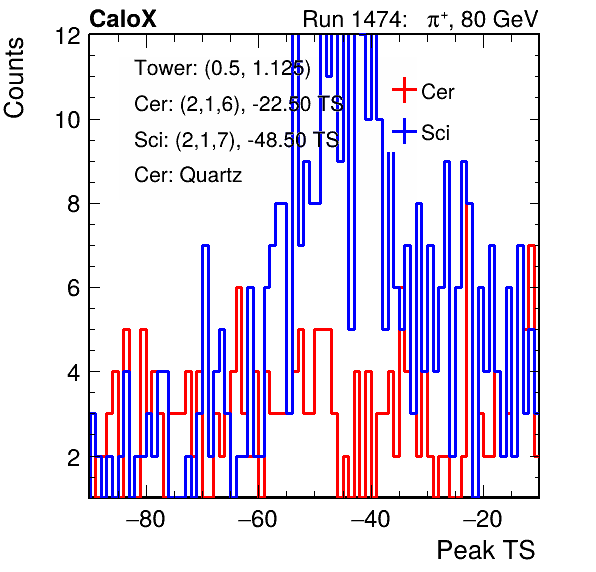 CaloX Run 1474: π⁺, 80 GeV
Counts
12
10
8
6
4
2
Tower: (0.5, 1.125)
Cer: (2,1,6), -22.50 TS
Sci: (2,1,7), -48.50 TS
Cer: Quartz
Cer
Sci
−80 −60 −40 −20
Peak TS